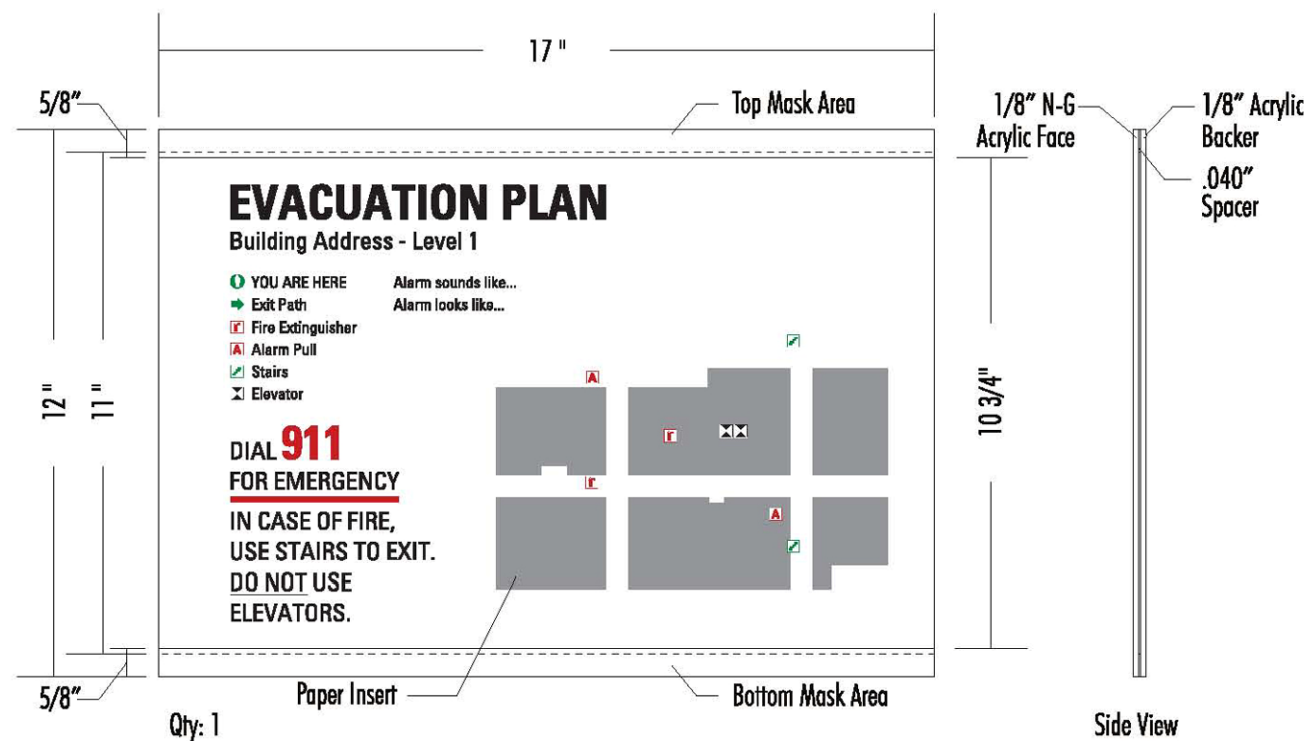 17 "
5/8"
Top Mask Area
1/8" N-G
Acrylic Face
1/8" Acrylic
Backer
.040"
Spacer
EVACUATION PLAN
Building Address - Level 1
YOU ARE HERE
Alarm sounds like...
Exit Path
Alarm looks like...
r Fire Extinguisher
A Alarm Pull
Stairs
Elevator
A
r
12 "
11 "
10 3/4"
DIAL 911
FOR EMERGENCY
r
IN CASE OF FIRE,
A
USE STAIRS TO EXIT.
DO NOT USE
ELEVATORS.
5/8"
Paper Insert
Bottom Mask Area
Qty: 1
Side View